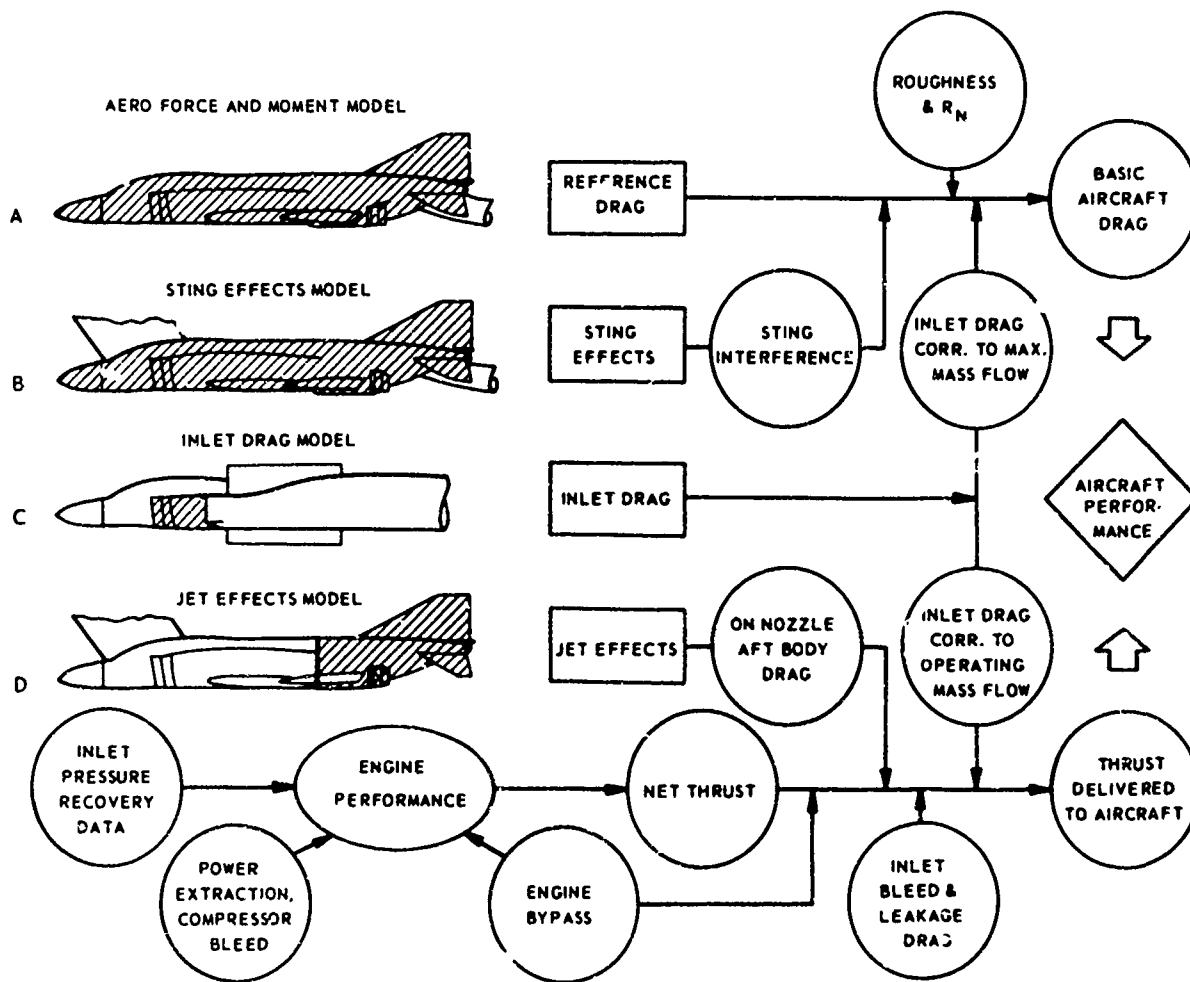 ROUGHNESS
& R_N
AERO FORCE AND MOMENT MODEL
A
REFERENCE
DRAG
BASIC
AIRCRAFT
DRAG
STING EFFECTS MODEL
B
STING
EFFECTS
STING
INTERFERENCE
INLET DRAG
CORR. TO MAX.
MASS FLOW
INLET DRAG MODEL
C
INLET DRAG
AIRCRAFT
PERFOR-
MANCE
JET EFFECTS MODEL
D
JET EFFECTS
ON NOZZLE
AFT BODY
DRAG
INLET DRAG
CORR. TO
OPERATING
MASS FLOW
INLET
PRESSURE
RECOVERY
DATA
ENGINE
PERFORMANCE
NET THRUST
THRUST
DELIVERED
TO AIRCRAFT
POWER
EXTRACTION,
COMPRESSOR
BLEED
ENGINE
BYPASS
INLET
BLEED &
LEAKAGE
DRAG